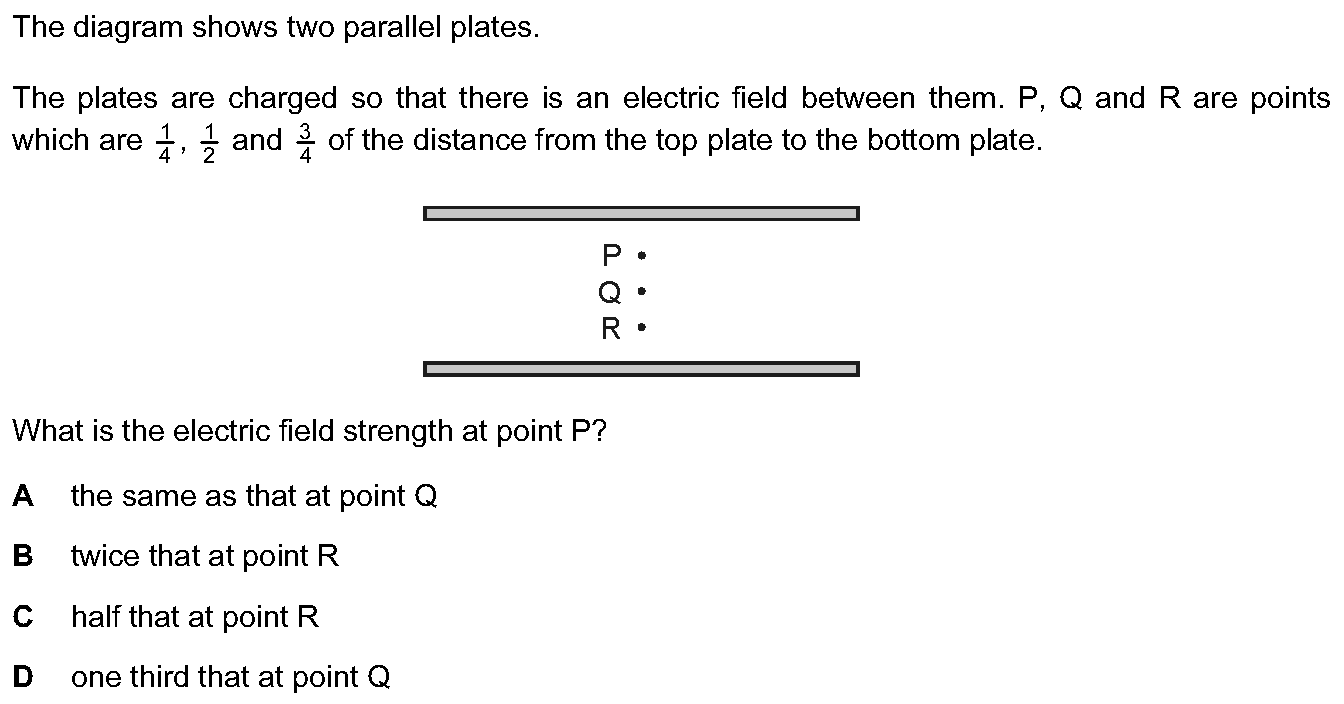 The diagram shows two parallel plates.
The plates are charged so that there is an electric field between them. P, Q and R are points
which are 1/4, 1/2 and 3/4 of the distance from the top plate to the bottom plate.
P
Q
R
What is the electric field strength at point P?
A the same as that at point Q
B twice that at point R
C half that at point R
D one third that at point Q